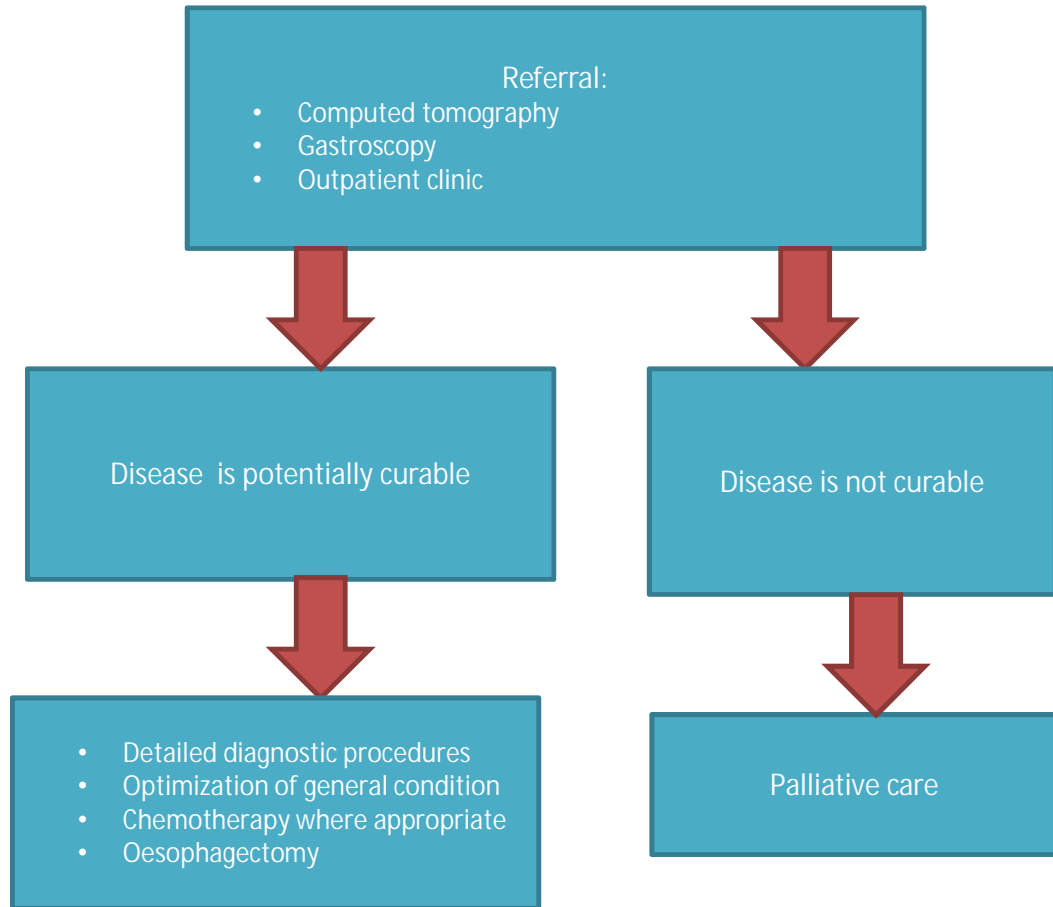 Referral:
• Computed tomography
• Gastroscopy
• Outpatient clinic
Disease is potentially curable
Disease is not curable
• Detailed diagnostic procedures
• Optimization of general condition
• Chemotherapy where appropriate
• Oesophagectomy
Palliative care